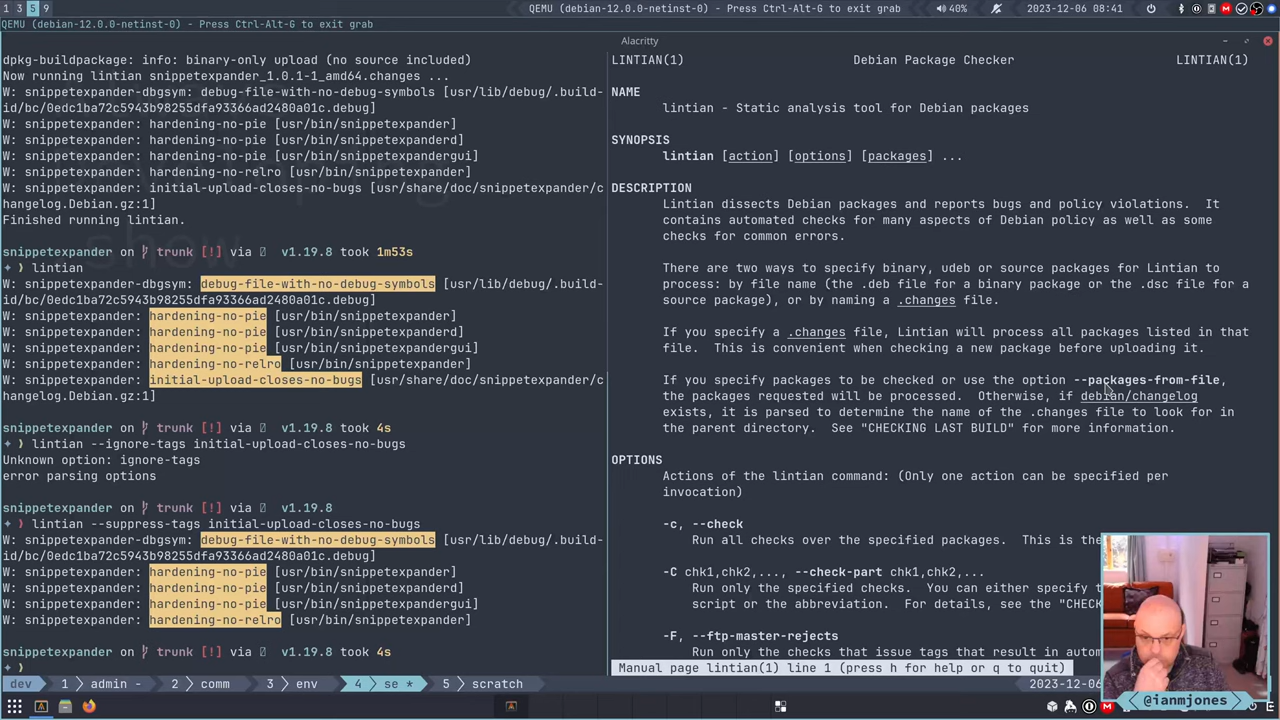 1 3 5 9
QEMU (debian-12.0.0-netinst-0) - Press Ctrl-Alt-G to exit grab
40%
2023-12-06 08:41
QEMU (debian-12.0.0-netinst-0) - Press Ctrl-Alt-G to exit grab
Alacritty
dpkg-buildpackage: info: binary-only upload (no source included)
Now running lintian snippetexpander_1.0.1-1_amd64.changes ...
W: snippetexpander-dbgsym: debug-file-with-no-debug-symbols [usr/lib/debug/.build-
id/bc/0edc1ba72c5943b98255dfa93366ad2480a01c.debug]
W: snippetexpander: hardening-no-pie [usr/bin/snippetexpander]
W: snippetexpander: hardening-no-pie [usr/bin/snippetexpanderd]
W: snippetexpander: hardening-no-pie [usr/bin/snippetexpandergui]
W: snippetexpander: hardening-no-relro [usr/bin/snippetexpander]
W: snippetexpander: initial-upload-closes-no-bugs [usr/share/doc/snippetexpander/c
hangelog.Debian.gz:1]
Finished running lintian.
show
snippetexpander on trunk [!] via v1.19.8 took 1m53s
❯ lintian
W: snippetexpander-dbgsym: debug-file-with-no-debug-symbols [usr/lib/debug/.build-
id/bc/0edc1ba72c5943b98255dfa93366ad2480a01c.debug]
W: snippetexpander: hardening-no-pie [usr/bin/snippetexpander]
W: snippetexpander: hardening-no-pie [usr/bin/snippetexpanderd]
W: snippetexpander: hardening-no-pie [usr/bin/snippetexpandergui]
W: snippetexpander: hardening-no-relro [usr/bin/snippetexpander]
W: snippetexpander: initial-upload-closes-no-bugs [usr/share/doc/snippetexpander/c
hangelog.Debian.gz:1]
snippetexpander on trunk [!] via v1.19.8 took 4s
❯ lintian --ignore-tags initial-upload-closes-no-bugs
Unknown option: ignore-tags
error parsing options
snippetexpander on trunk [!] via v1.19.8
❯ lintian --suppress-tags initial-upload-closes-no-bugs
W: snippetexpander-dbgsym: debug-file-with-no-debug-symbols [usr/lib/debug/.build-
id/bc/0edc1ba72c5943b98255dfa93366ad2480a01c.debug]
W: snippetexpander: hardening-no-pie [usr/bin/snippetexpander]
W: snippetexpander: hardening-no-pie [usr/bin/snippetexpanderd]
W: snippetexpander: hardening-no-pie [usr/bin/snippetexpandergui]
W: snippetexpander: hardening-no-relro [usr/bin/snippetexpander]
snippetexpander on trunk [!] via v1.19.8 took 4s
❯
LINTIAN(1) Debian Package Checker LINTIAN(1)
NAME
lintian - Static analysis tool for Debian packages
SYNOPSIS
lintian [action] [options] [packages] ...
DESCRIPTION
Lintian dissects Debian packages and reports bugs and policy violations. It
contains automated checks for many aspects of Debian policy as well as some
checks for common errors.
There are two ways to specify binary, udeb or source packages for Lintian to
process: by file name (the .deb file for a binary package or the .dsc file for a
source package), or by naming a .changes file.
If you specify a .changes file, Lintian will process all packages listed in that
file. This is convenient when checking a new package before uploading it.
If you specify packages to be checked or use the option --packages-from-file,
the packages requested will be processed. Otherwise, if debian/changelog
exists, it is parsed to determine the name of the .changes file to look for in
the parent directory. See "CHECKING LAST BUILD" for more information.
OPTIONS
Actions of the lintian command: (Only one action can be specified per
invocation)
-c, --check
Run all checks over the specified packages. This is the
-C chk1,chk2,..., --check-part chk1,chk2,...
Run only the specified checks. You can either specify t
script or the abbreviation. For details, see the "CHECK
-F, --ftp-master-rejects
Run only the checks that issue tags that result in autom
Manual page lintian(1) line 1 (press h for help or q to quit)
dev 1 admin - 2 comm 3 env 4 se * 5 scratch 2023-12-06
@ianmjones